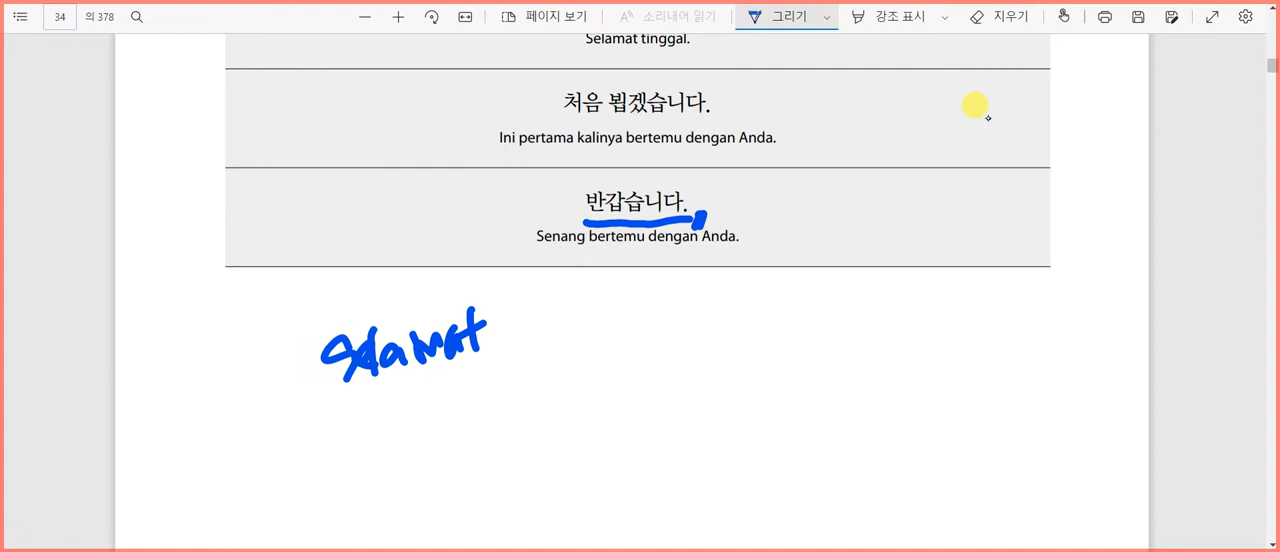 34 의 378 페이지 보기 소리내어 읽기 그리기 강조 표시 지우기
Selamat tinggal.
처음 뵙겠습니다.
Ini pertama kalinya bertemu dengan Anda.
반갑습니다.
Senang bertemu dengan Anda.
Selamat